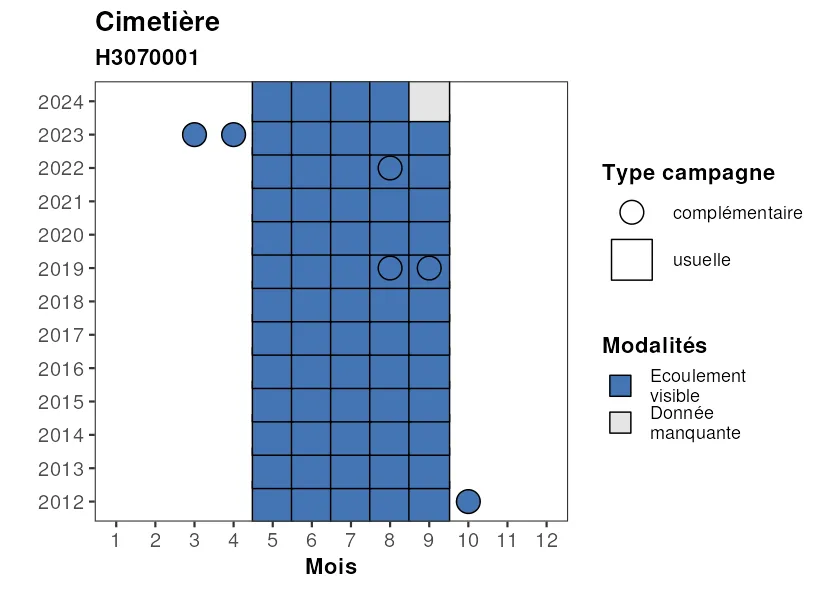 Cimetière
H3070001
2024
2023
2022
2021
2020
2019
2018
2017
2016
2015
2014
2013
2012
1 2 3 4 5 6 7 8 9 10 11 12
Mois
Type campagne
complémentaire
usuelle
Modalités
Ecoulement
visible
Donnée
manquante